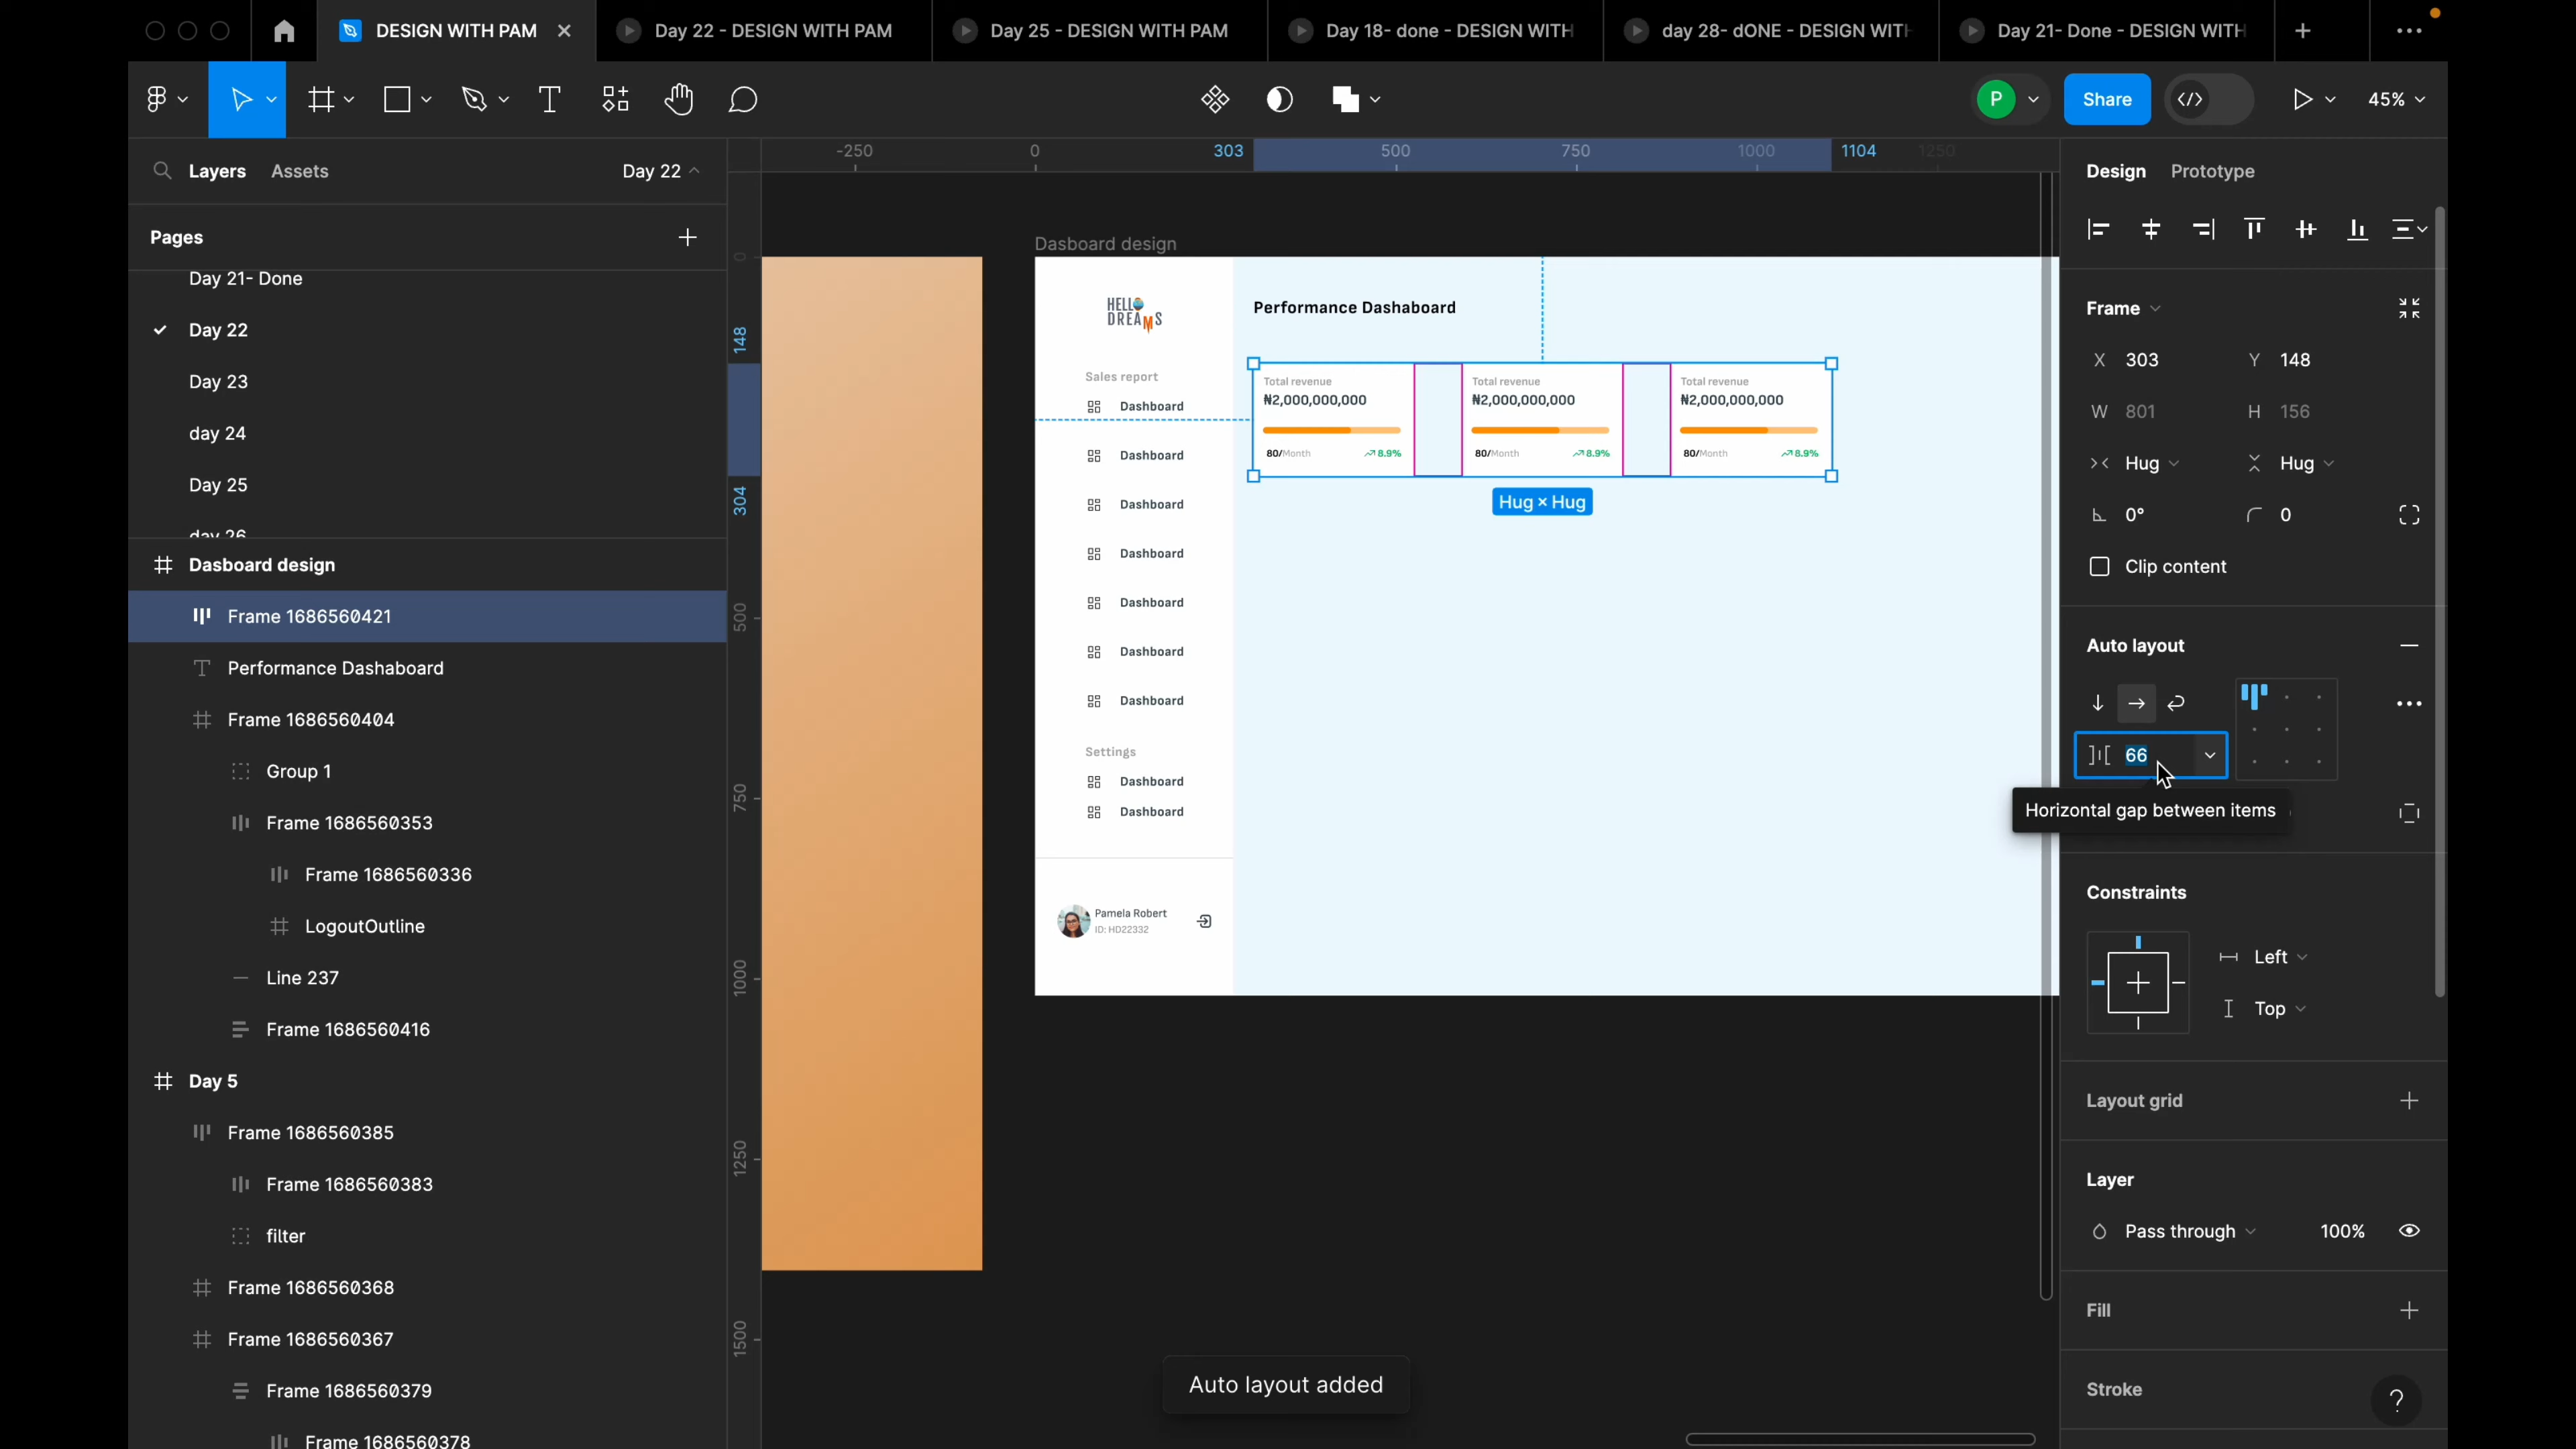 DESIGN WITH PAM
Day 22 - DESIGN WITH PAM
Day 25 - DESIGN WITH PAM
Day 18- done - DESIGN WITH
day 28- dONE - DESIGN WITH
Day 21- Done - DESIGN WITH
P
Share
45%
Layers
Assets
Day 22
Pages
Day 21- Done
Day 22
Day 23
day 24
Day 25
day 26
Dasboard design
Frame 1686560421
Performance Dashaboard
Frame 1686560404
Group 1
Frame 1686560353
Frame 1686560336
LogoutOutline
Line 237
Frame 1686560416
Day 5
Frame 1686560385
Frame 1686560383
filter
Frame 1686560368
Frame 1686560367
Frame 1686560379
Frame 1686560378
-250
0
303
500
750
1000
1104
1250
0
148
304
500
750
1000
1250
1500
Dasboard design
HELLO
DREAMS
Sales report
Dashboard
Dashboard
Dashboard
Dashboard
Dashboard
Dashboard
Dashboard
Settings
Dashboard
Dashboard
Pamela Robert
ID: HD22332
Performance Dashaboard
Total revenue
₦2,000,000,000
80/Month
8.9%
Total revenue
₦2,000,000,000
80/Month
8.9%
Total revenue
₦2,000,000,000
80/Month
8.9%
Hug × Hug
Auto layout added
Design
Prototype
Frame
X 303
Y 148
W 801
H 156
Hug
Hug
0°
0
Clip content
Auto layout
66
Horizontal gap between items
Constraints
Left
Top
Layout grid
Layer
Pass through
100%
Fill
Stroke
?